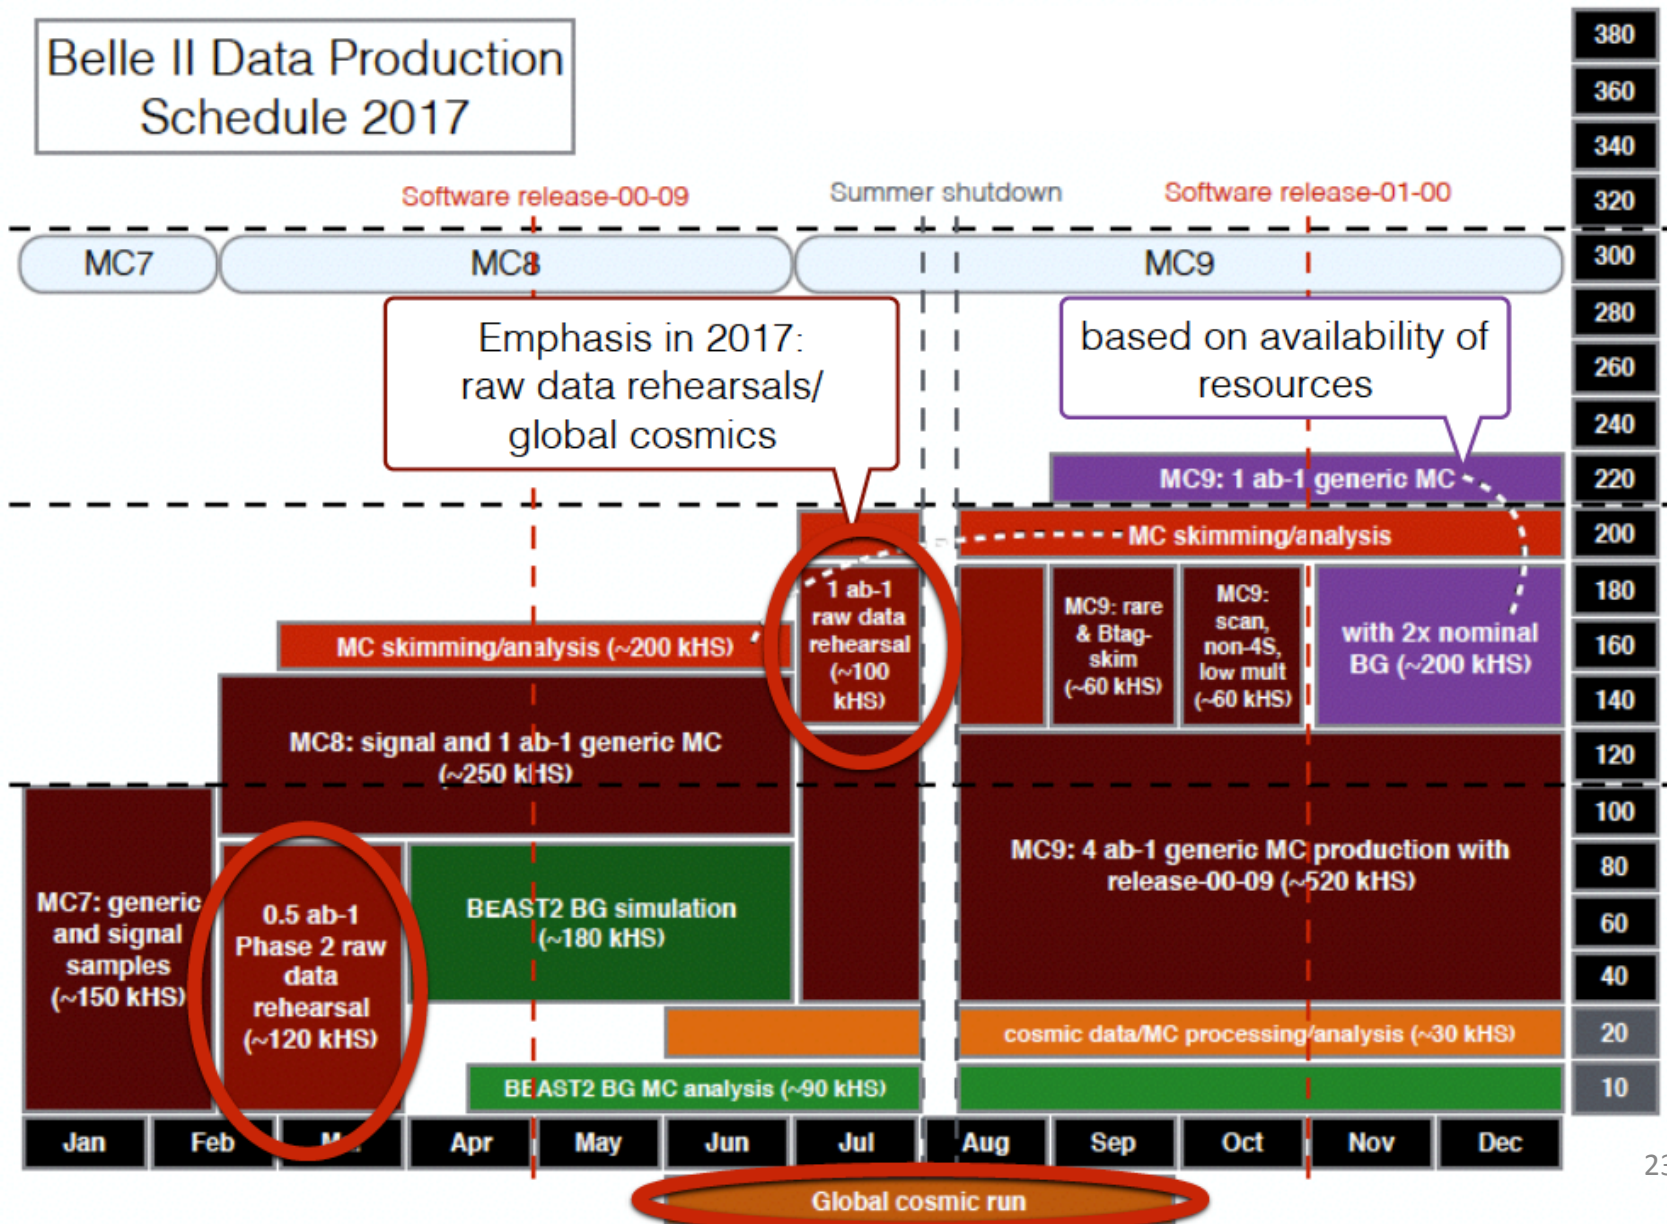 Belle II Data Production
Schedule 2017
Software release-00-09
Summer shutdown
Software release-01-00
MC7
MC8
MC9
Emphasis in 2017:
raw data rehearsals/
global cosmics
based on availability of
resources
MC9: 1 ab-1 generic MC
MC skimming/analysis
1 ab-1
raw data
rehearsal
(~100
kHS)
MC9: rare
& Btag-
skim
(~60 kHS)
MC9:
scan,
non-4S,
low mult
(~60 kHS)
with 2x nominal
BG (~200 kHS)
MC skimming/analysis (~200 kHS)
MC8: signal and 1 ab-1 generic MC
(~250 kHS)
MC7: generic
and signal
samples
(~150 kHS)
0.5 ab-1
Phase 2 raw
data
rehearsal
(~120 kHS)
BEAST2 BG simulation
(~180 kHS)
MC9: 4 ab-1 generic MC production with
release-00-09 (~520 kHS)
cosmic data/MC processing/analysis (~30 kHS)
BEAST2 BG MC analysis (~90 kHS)
380
360
340
320
300
280
260
240
220
200
180
160
140
120
100
80
60
40
20
10
Jan Feb Apr May Jun Jul Aug Sep Oct Nov Dec
Global cosmic run
23